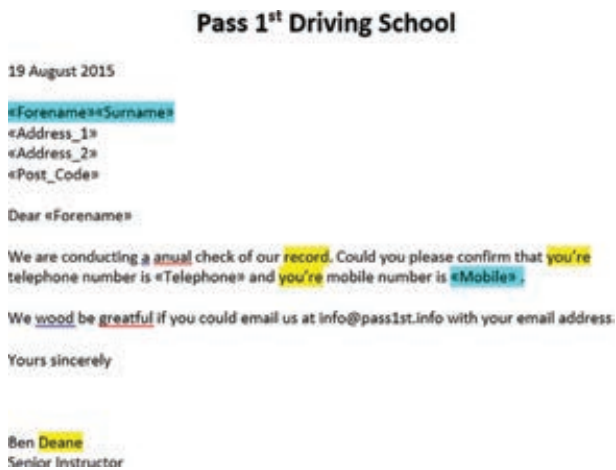 Pass 1st Driving School
19 August 2015
«Forename»«Surname»
«Address_1»
«Address_2»
«Post_Code»
Dear «Forename»
We are conducting a anual check of our record. Could you please confirm that you're
telephone number is «Telephone» and you're mobile number is «Mobile» .
We wood be greatful if you could email us at info@pass1st.info with your email address.
Yours sincerely
Ben Deane
Senior Instructor